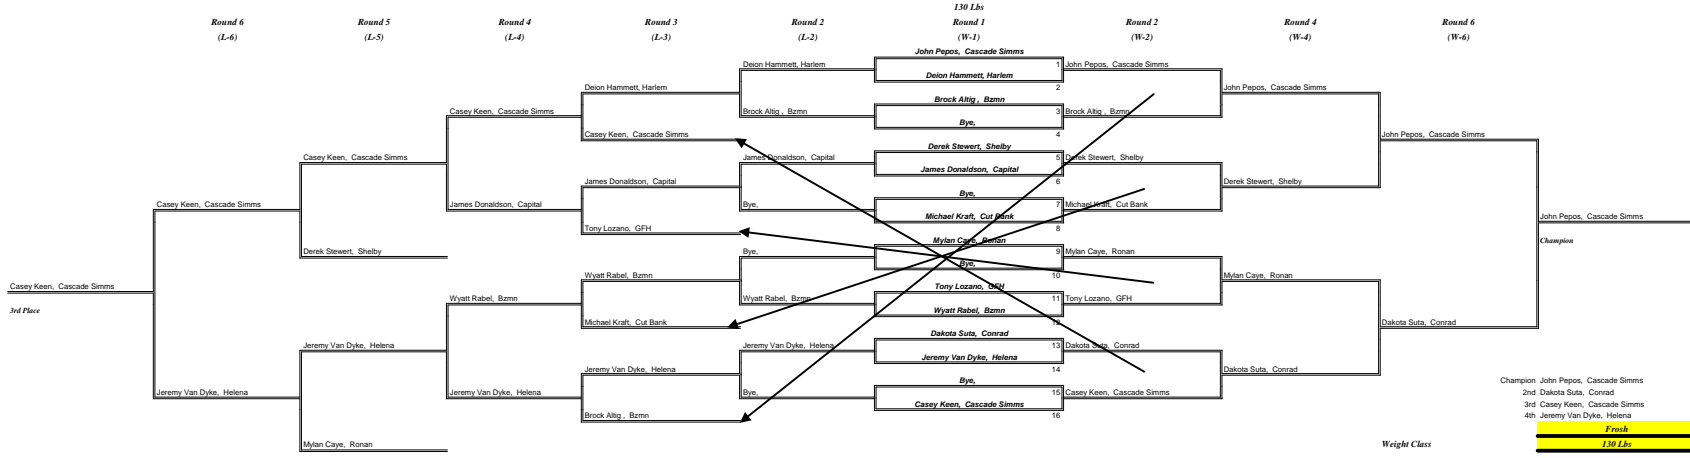 130 Lbs
Round 6 Round 5 Round 4 Round 3 Round 2 Round 1 Round 2 Round 4 Round 6
(L-6) (L-5) (L-4) (L-3) (L-2) (W-1) (W-2) (W-4) (W-6)
John Pepos, Cascade Simms
Deion Hammett, Harlem 1 John Pepos, Cascade Simms
Deion Hammett, Harlem
Deion Hammett, Harlem 2 John Pepos, Cascade Simms
Brock Altig , Bzmn
Casey Keen, Cascade Simms Brock Altig , Bzmn 3 Brock Altig , Bzmn
Bye,
Casey Keen, Cascade Simms 4 John Pepos, Cascade Simms
Derek Stewert, Shelby
Casey Keen, Cascade Simms James Donaldson, Capital 5 Derek Stewert, Shelby
James Donaldson, Capital
James Donaldson, Capital 6 Derek Stewert, Shelby
Bye,
Casey Keen, Cascade Simms James Donaldson, Capital Bye, 7 Michael Kraft, Cut Bank
Michael Kraft, Cut Bank John Pepos, Cascade Simms
Tony Lozano, GFH 8
Mylan Caye, Ronan Champion
Derek Stewert, Shelby Bye, 9 Mylan Caye, Ronan
Bye,
Wyatt Rabel, Bzmn 10 Mylan Caye, Ronan
Casey Keen, Cascade Simms Tony Lozano, GFH
Wyatt Rabel, Bzmn Wyatt Rabel, Bzmn 11 Tony Lozano, GFH
3rd Place Wyatt Rabel, Bzmn
Michael Kraft, Cut Bank 12 Dakota Suta, Conrad
Dakota Suta, Conrad
Jeremy Van Dyke, Helena Jeremy Van Dyke, Helena 13 Dakota Suta, Conrad
Jeremy Van Dyke, Helena
Jeremy Van Dyke, Helena 14 Dakota Suta, Conrad
Bye, Champion John Pepos, Cascade Simms
Jeremy Van Dyke, Helena Jeremy Van Dyke, Helena Bye, 15 Casey Keen, Cascade Simms 2nd Dakota Suta, Conrad
Casey Keen, Cascade Simms 3rd Casey Keen, Cascade Simms
Brock Altig , Bzmn 16 4th Jeremy Van Dyke, Helena
Frosh
Mylan Caye, Ronan Weight Class 130 Lbs